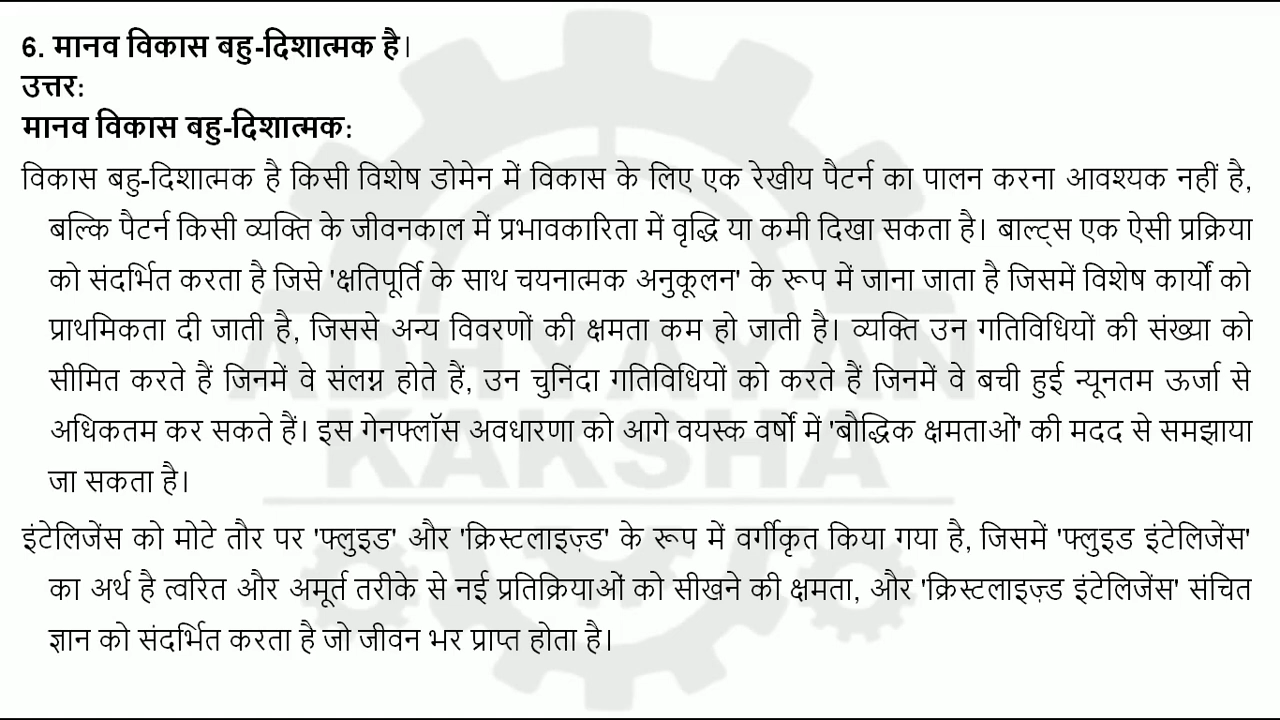 6. मानव विकास बहु-दिशात्मक है।
उत्तर:
मानव विकास बहु-दिशात्मक:
विकास बहु-दिशात्मक है किसी विशेष डोमेन में विकास के लिए एक रेखीय पैटर्न का पालन करना आवश्यक नहीं है,
बल्कि पैटर्न किसी व्यक्ति के जीवनकाल में प्रभावकारिता में वृद्धि या कमी दिखा सकता है। बाल्ट्स एक ऐसी प्रक्रिया
को संदर्भित करता है जिसे 'क्षतिपूर्ति के साथ चयनात्मक अनुकूलन' के रूप में जाना जाता है जिसमें विशेष कार्यों को
प्राथमिकता दी जाती है, जिससे अन्य विवरणों की क्षमता कम हो जाती है। व्यक्ति उन गतिविधियों की संख्या को
सीमित करते हैं जिनमें वे संलग्न होते हैं, उन चुनिंदा गतिविधियों को करते हैं जिनमें वे बची हुई न्यूनतम ऊर्जा से
अधिकतम कर सकते हैं। इस गेनफ्लॉस अवधारणा को आगे वयस्क वर्षों में 'बौद्धिक क्षमताओं' की मदद से समझाया
जा सकता है।
इंटेलिजेंस को मोटे तौर पर 'फ्लुइड' और 'क्रिस्टलाइज़्ड' के रूप में वर्गीकृत किया गया है, जिसमें 'फ्लुइड इंटेलिजेंस'
का अर्थ है त्वरित और अमूर्त तरीके से नई प्रतिक्रियाओं को सीखने की क्षमता, और 'क्रिस्टलाइज़्ड इंटेलिजेंस' संचित
ज्ञान को संदर्भित करता है जो जीवन भर प्राप्त होता है।
ADHYAYAN
KAKSHA